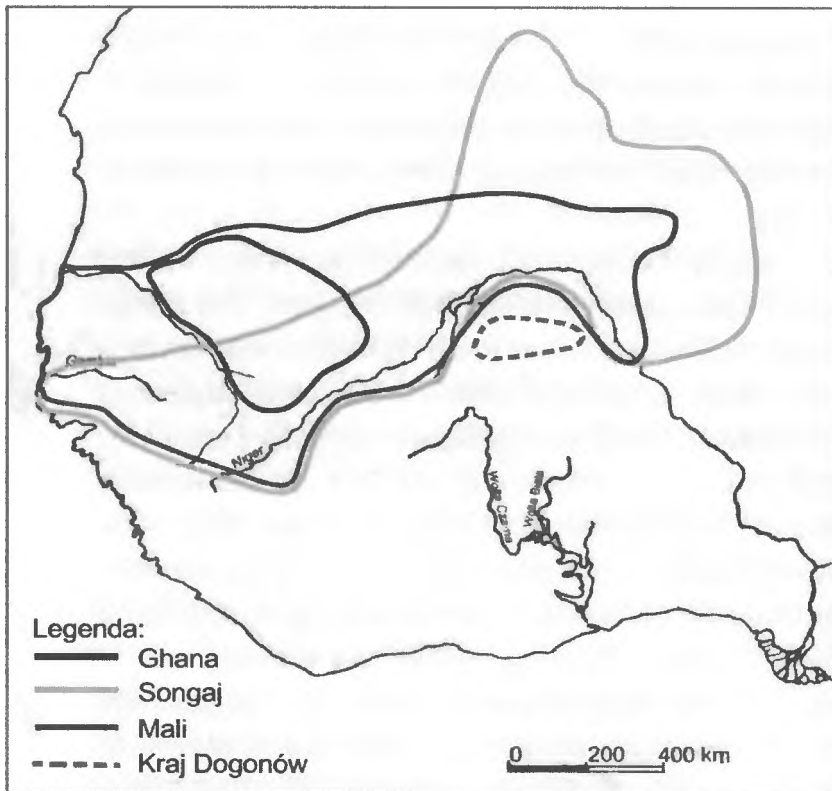 Gambia
Niger
Wolta Czarna
Wolta Biała
Legenda:
Ghana
Songaj
Mali
Kraj Dogonów
0 200 400 km